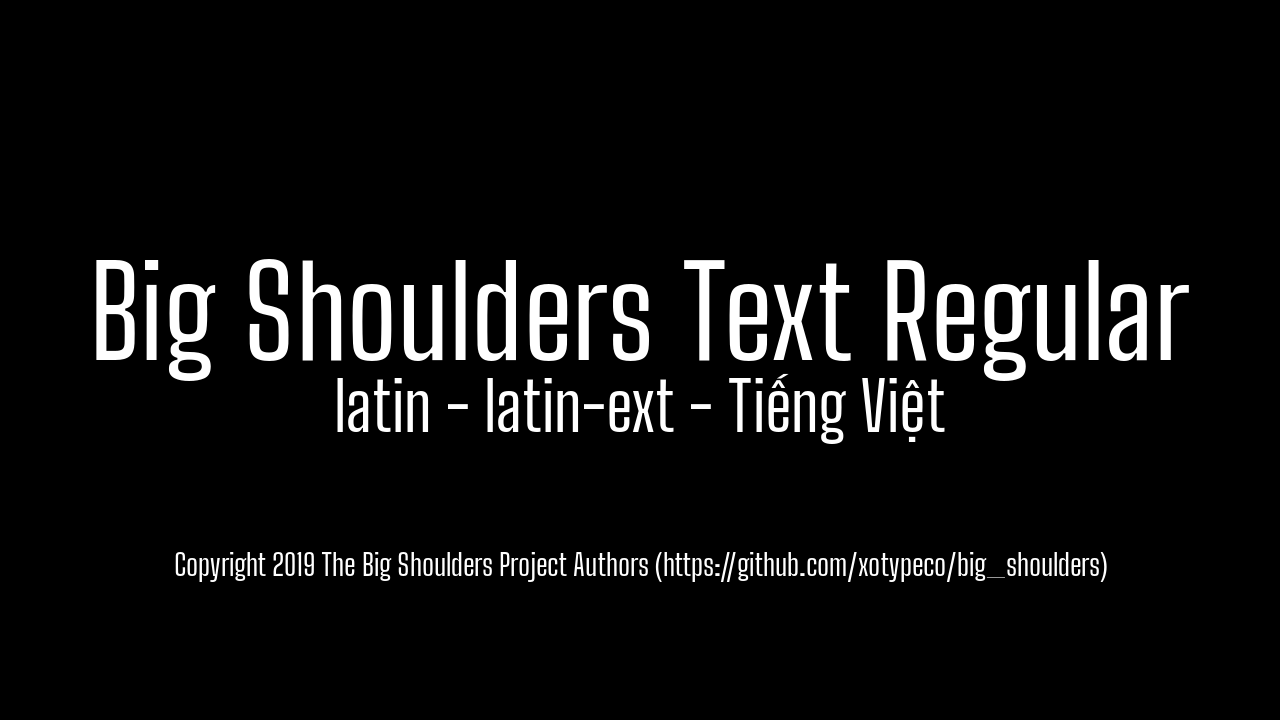 Big Shoulders Text Regular
latin - latin-ext - Tiếng Việt
Copyright 2019 The Big Shoulders Project Authors (https://github.com/xotypeco/big_shoulders)